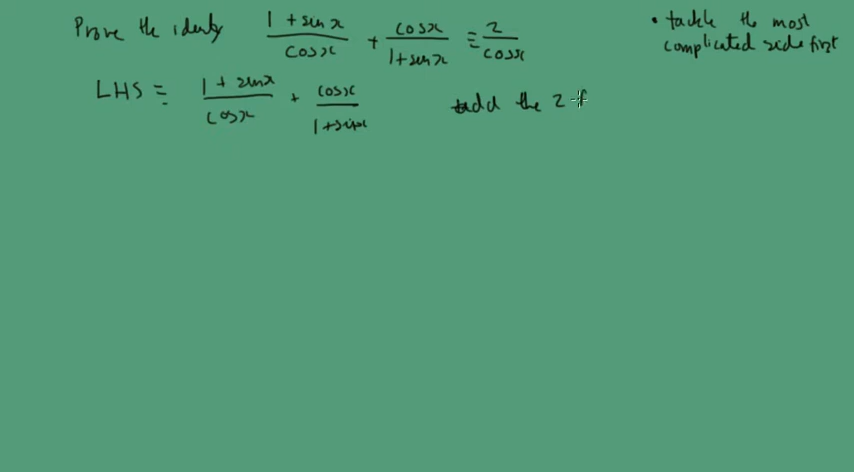 Prove the identity (1 + sin x)/(cos x) + (cos x)/(1 + sin x) ≡ 2/(cos x)
• tackle the most
complicated side first
LHS = (1 + sin x)/(cos x) + (cos x)/(1 + sin x)
add the 2 f